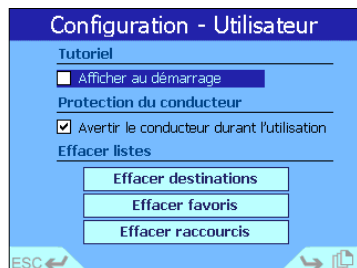 Configuration - Utilisateur
Tutoriel
Afficher au démarrage
Protection du conducteur
Avertir le conducteur durant l'utilisation
Effacer listes
Effacer destinations
Effacer favoris
Effacer raccourcis
ESC